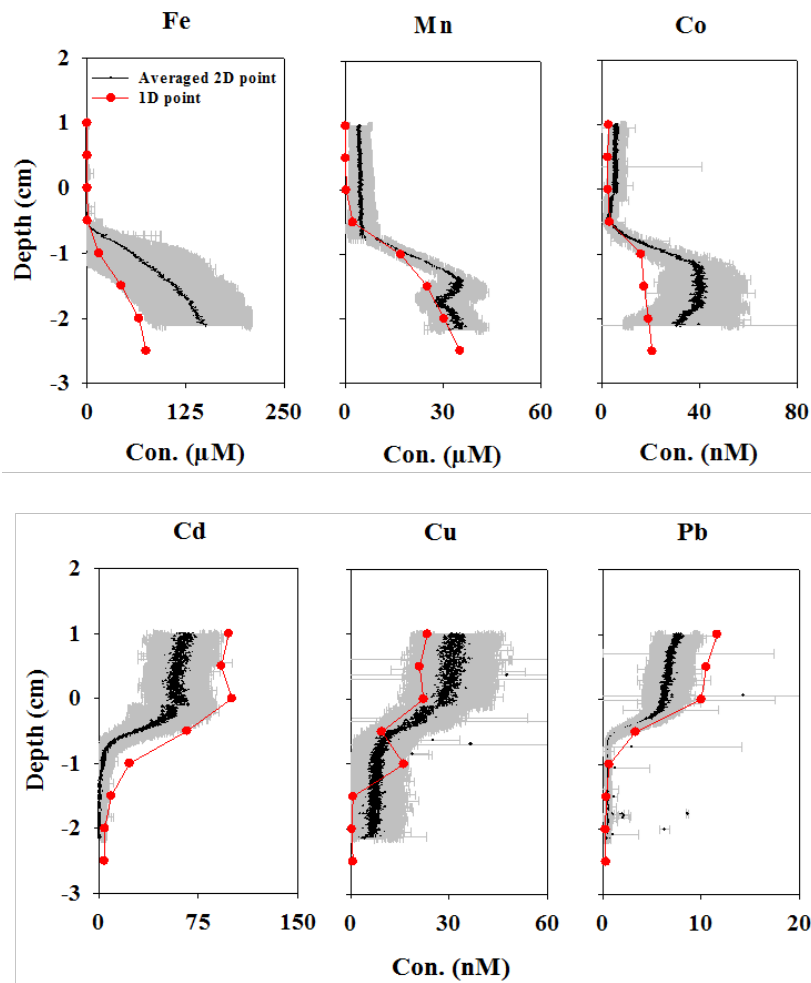 Fe Mn Co
2
1
0
-1
-2
-3
Depth (cm)
Averaged 2D point
1D point
0 125 250
0 30 60
0 40 80
Con. (µM) Con. (µM) Con. (nM)
Cd Cu Pb
2
1
0
-1
-2
-3
Depth (cm)
0 75 150
0 30 60
0 10 20
Con. (nM)